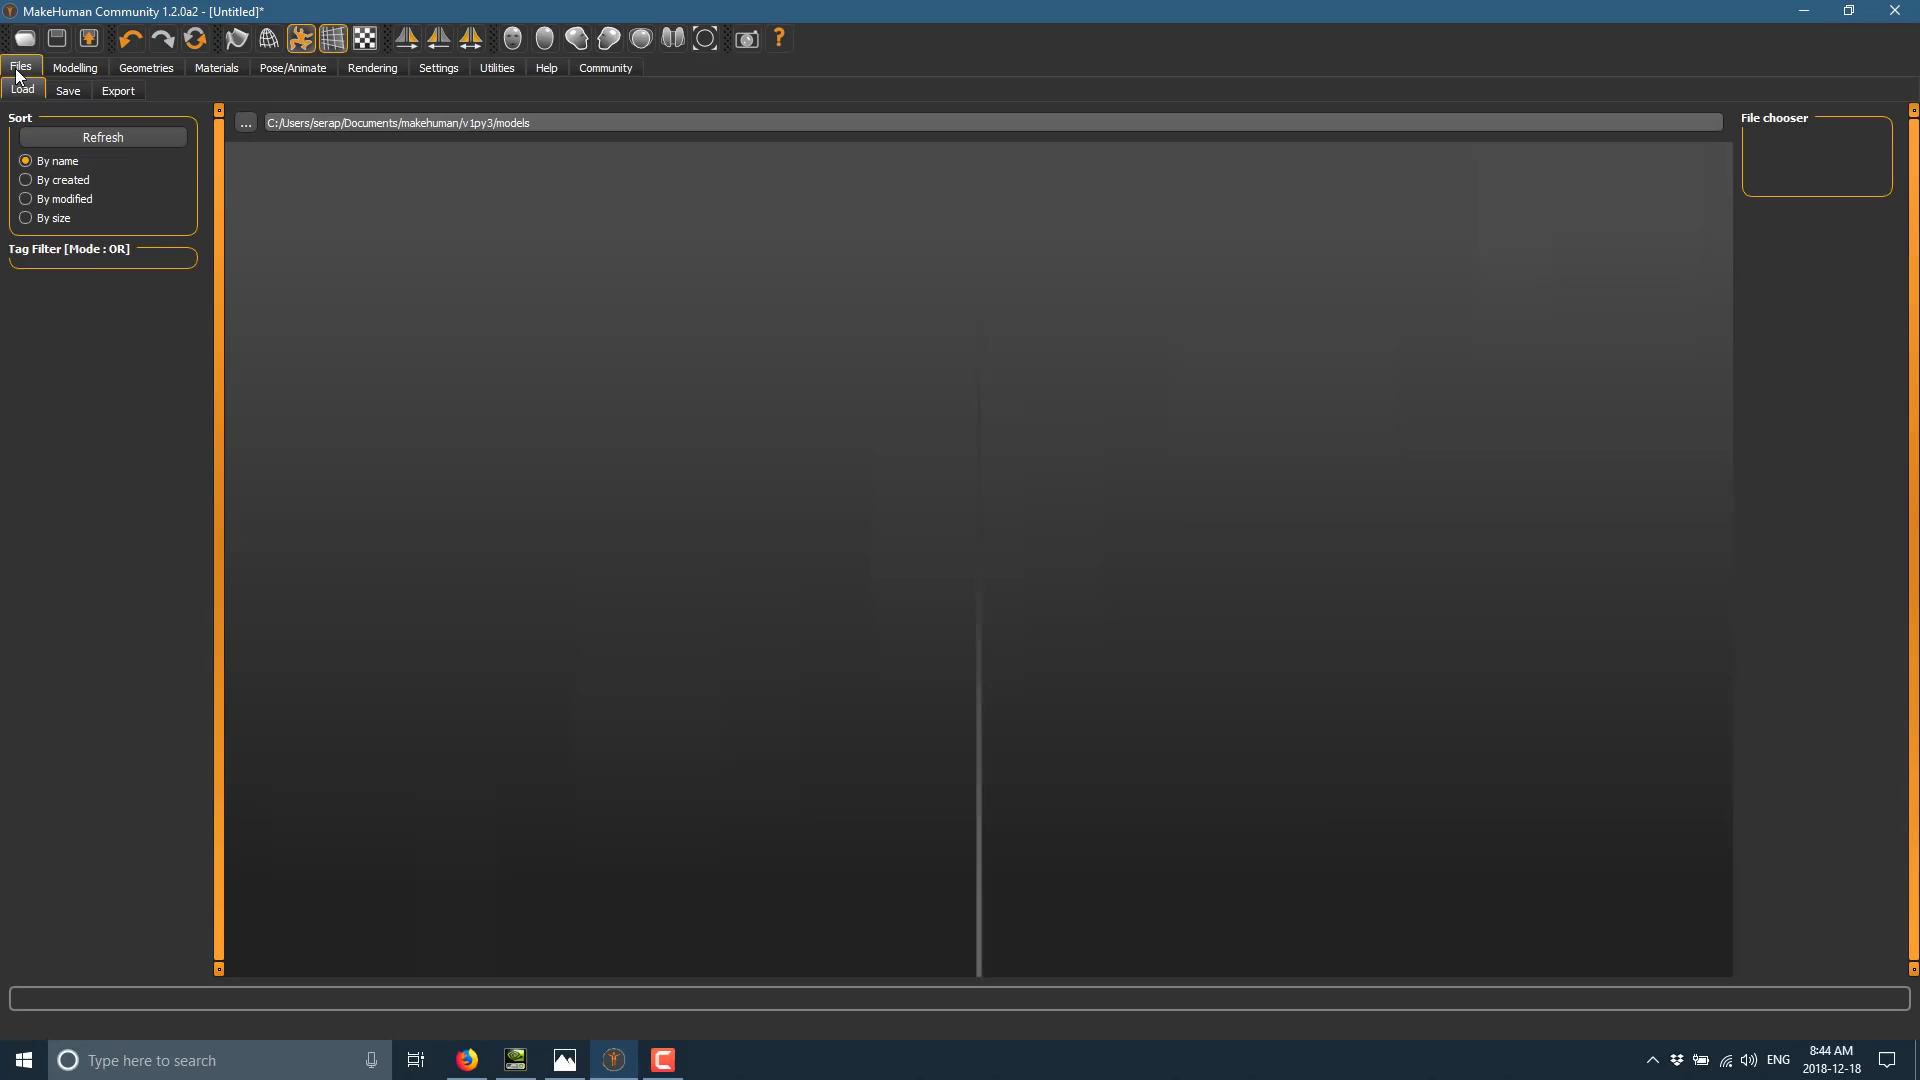 MakeHuman Community 1.2.0a2 - [Untitled]*
Files Modelling Geometries Materials Pose/Animate Rendering Settings Utilities Help Community
Load Save Export
Sort
Refresh
By name
By created
By modified
By size
Tag Filter [Mode : OR]
... C:/Users/serap/Documents/makehuman/v1py3/models
File chooser
Type here to search
ENG
8:44 AM
2018-12-18